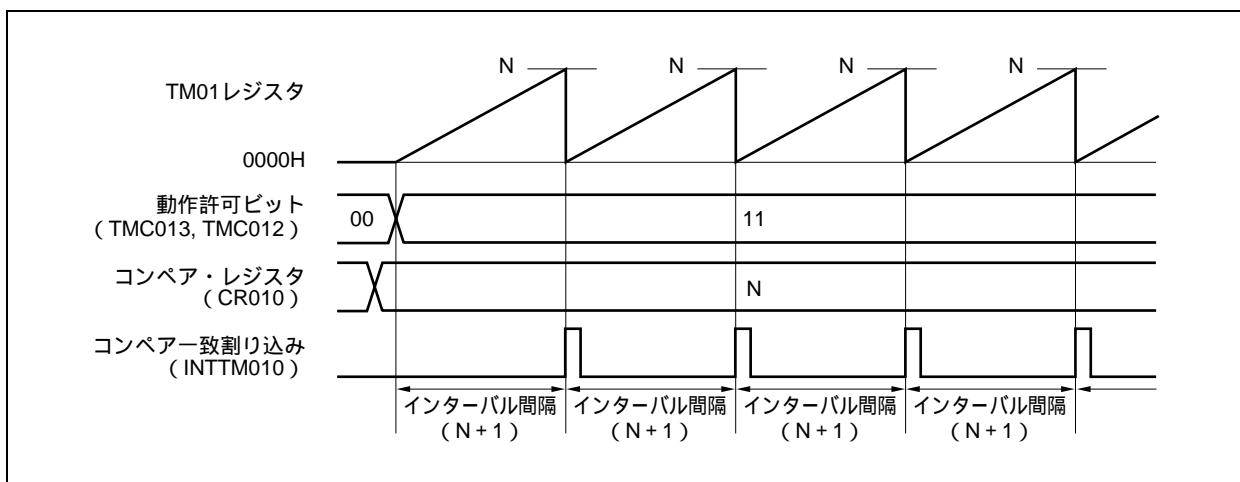 N N N N
TM01レジスタ
0000H
動作許可ビット
（TMC013, TMC012）
00 11
コンペア・レジスタ
（CR010）
N
コンペア一致割り込み
（INTTM010）
インターバル間隔 インターバル間隔 インターバル間隔 インターバル間隔
（N + 1） （N + 1） （N + 1） （N + 1）